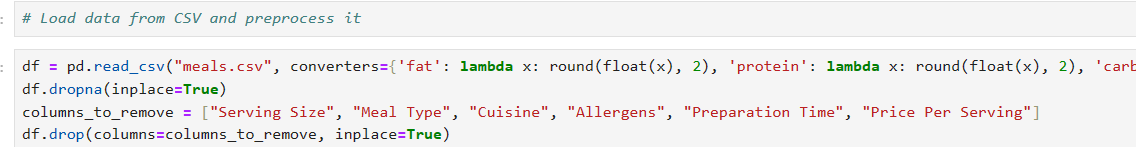 # Load data from CSV and preprocess it
df = pd.read_csv("meals.csv", converters={'fat': lambda x: round(float(x), 2), 'protein': lambda x: round(float(x), 2),
df.dropna(inplace=True)
columns_to_remove = ["Serving Size", "Meal Type", "Cuisine", "Allergens", "Preparation Time", "Price Per Serving"]
df.drop(columns=columns_to_remove, inplace=True)